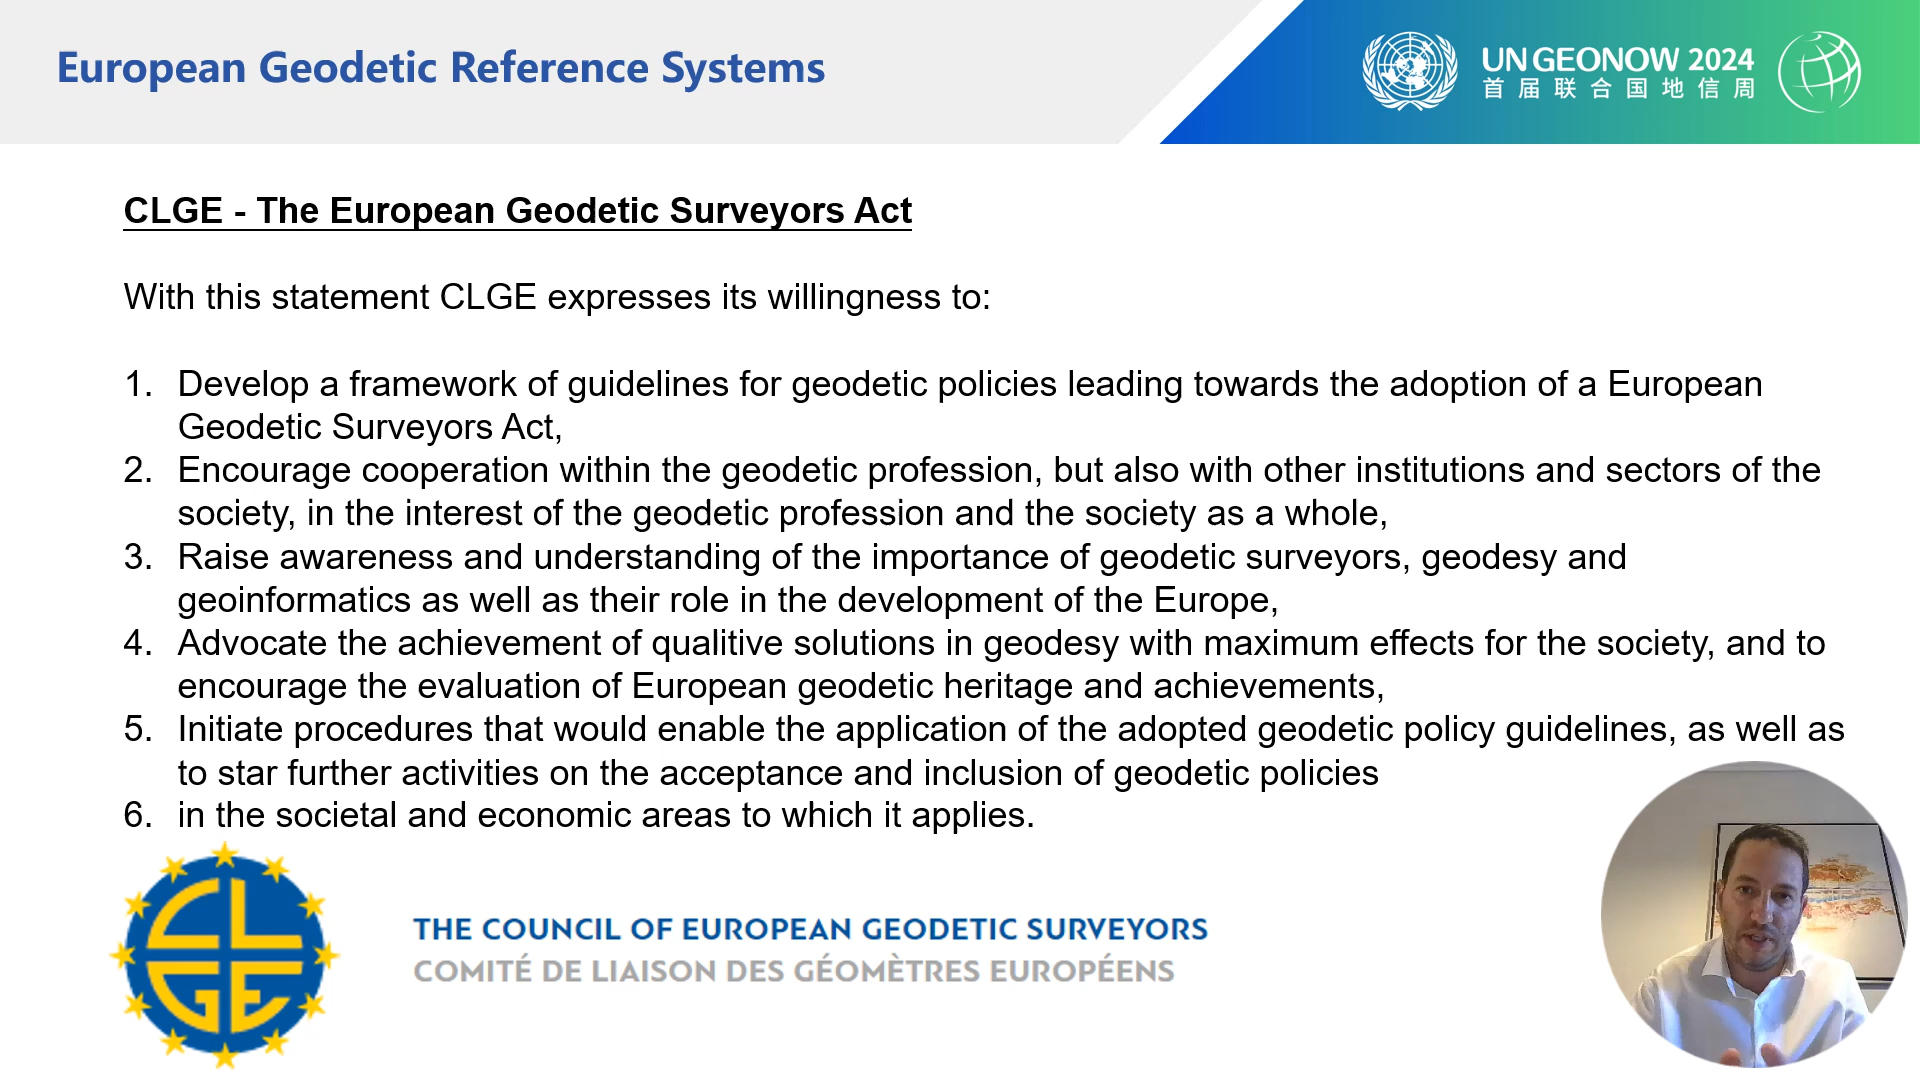 European Geodetic Reference Systems
UN GEONOW 2024
首届联合国地信周
CLGE - The European Geodetic Surveyors Act
With this statement CLGE expresses its willingness to:
1. Develop a framework of guidelines for geodetic policies leading towards the adoption of a European
Geodetic Surveyors Act,
2. Encourage cooperation within the geodetic profession, but also with other institutions and sectors of the
society, in the interest of the geodetic profession and the society as a whole,
3. Raise awareness and understanding of the importance of geodetic surveyors, geodesy and
geoinformatics as well as their role in the development of the Europe,
4. Advocate the achievement of qualitive solutions in geodesy with maximum effects for the society, and to
encourage the evaluation of European geodetic heritage and achievements,
5. Initiate procedures that would enable the application of the adopted geodetic policy guidelines, as well as
to star further activities on the acceptance and inclusion of geodetic policies
6. in the societal and economic areas to which it applies.
CL
GE
THE COUNCIL OF EUROPEAN GEODETIC SURVEYORS
COMITÉ DE LIAISON DES GÉOMÈTRES EUROPÉENS